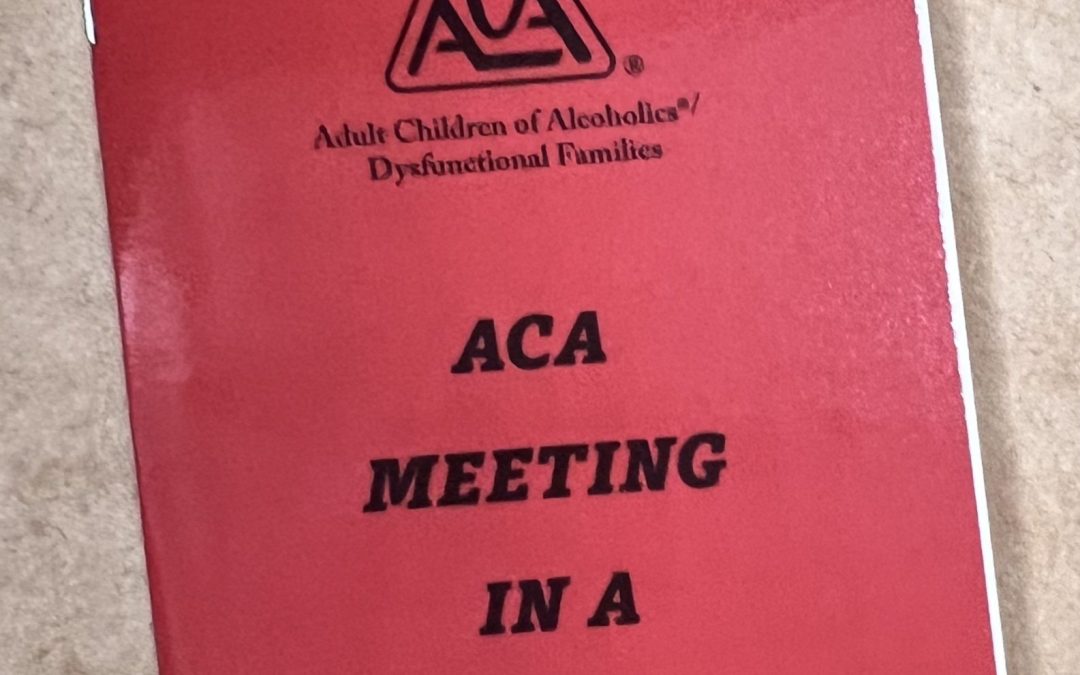 ACA
®
Adult Children of Alcoholics®/
Dysfunctional Families
ACA
MEETING
IN A